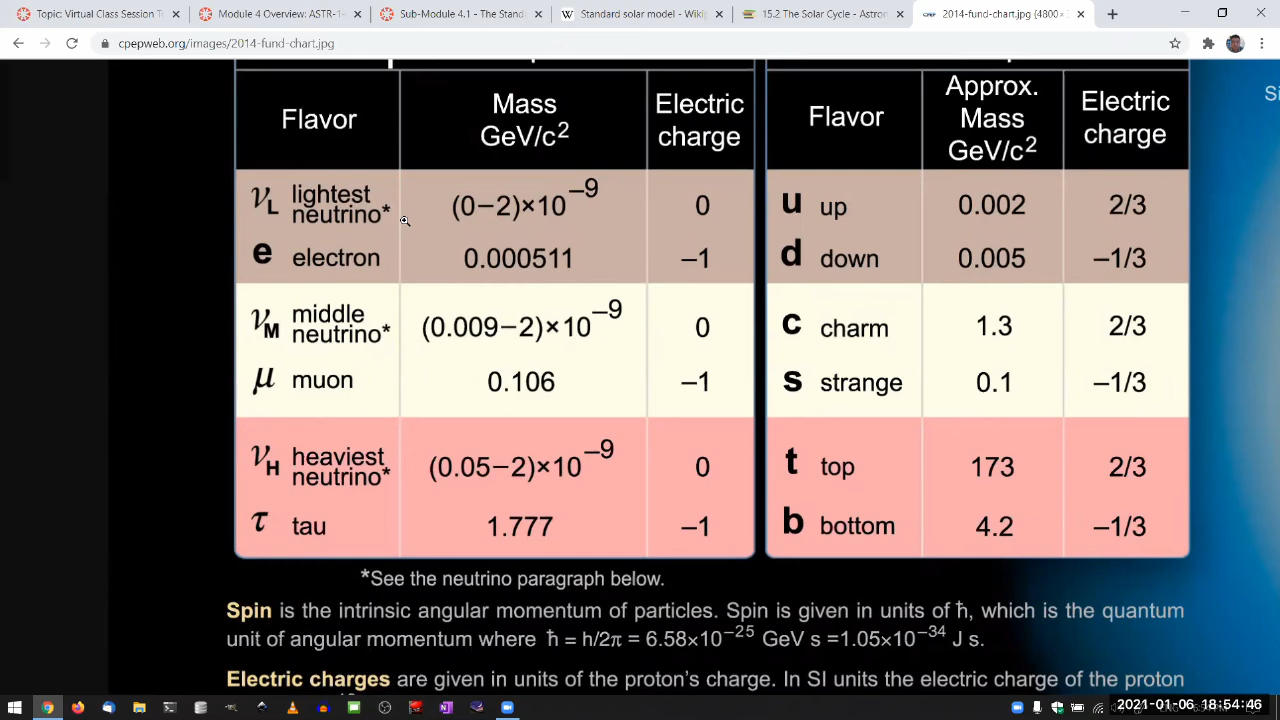 Topic: Virtual Class Session Te
Module 4 Overview: ASTR-1-
Sub-Module 4.1 - The Standa
Standard solar model - Wikip
15.2 The Solar Cycle - Astron
2014-fund-chart.jpg (4800×
cpepweb.org/images/2014-fund-chart.jpg
Flavor Mass GeV/c² Electric charge
νL lightest neutrino* (0–2)×10⁻⁹ 0
e electron 0.000511 –1
νM middle neutrino* (0.009–2)×10⁻⁹ 0
μ muon 0.106 –1
νH heaviest neutrino* (0.05–2)×10⁻⁹ 0
τ tau 1.777 –1
Flavor Approx. Mass GeV/c² Electric charge
u up 0.002 2/3
d down 0.005 –1/3
c charm 1.3 2/3
s strange 0.1 –1/3
t top 173 2/3
b bottom 4.2 –1/3
Si
*See the neutrino paragraph below.
Spin is the intrinsic angular momentum of particles. Spin is given in units of ħ, which is the quantum
unit of angular momentum where ħ = h/2π = 6.58×10⁻²⁵ GeV s =1.05×10⁻³⁴ J s.
Electric charges are given in units of the proton's charge. In SI units the electric charge of the proton
2021-01-06 18:54:46